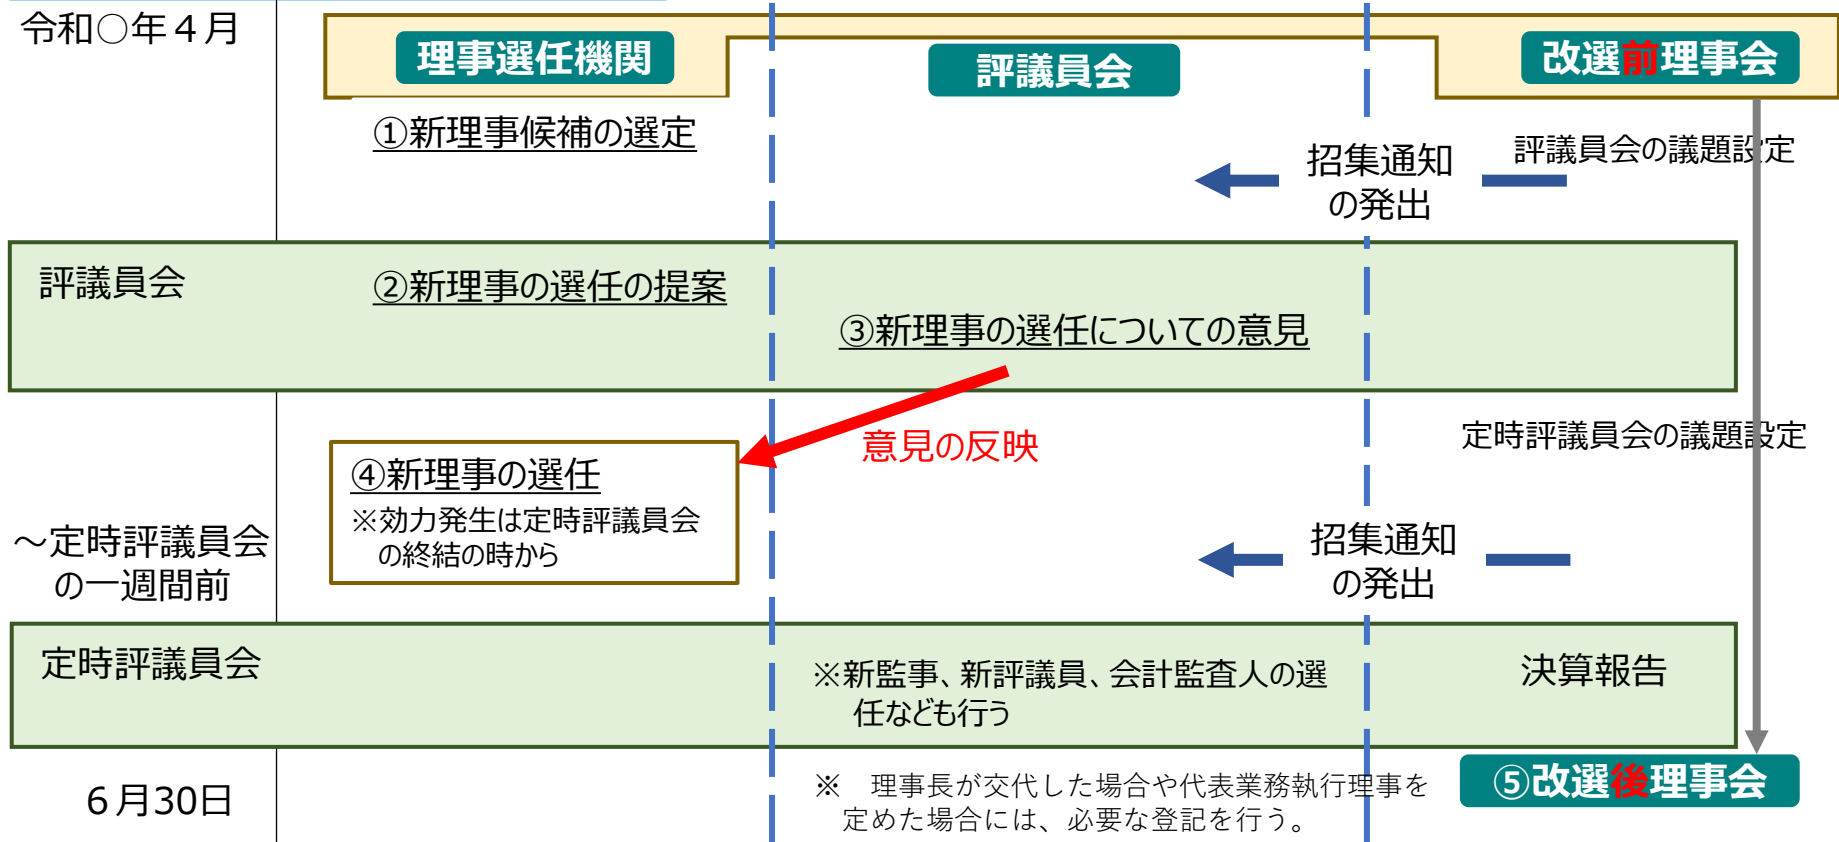 令和○年４月
理事選任機関
評議員会
改選前理事会
①新理事候補の選定
招集通知
の発出
評議員会の議題設定
評議員会
②新理事の選任の提案
③新理事の選任についての意見
意見の反映
定時評議員会の議題設定
④新理事の選任
※効力発生は定時評議員会
の終結の時から
～定時評議員会
の一週間前
招集通知
の発出
定時評議員会
※新監事、新評議員、会計監査人の選
任なども行う
決算報告
６月30日
※　理事長が交代した場合や代表業務執行理事を
定めた場合には、必要な登記を行う。
⑤改選後理事会